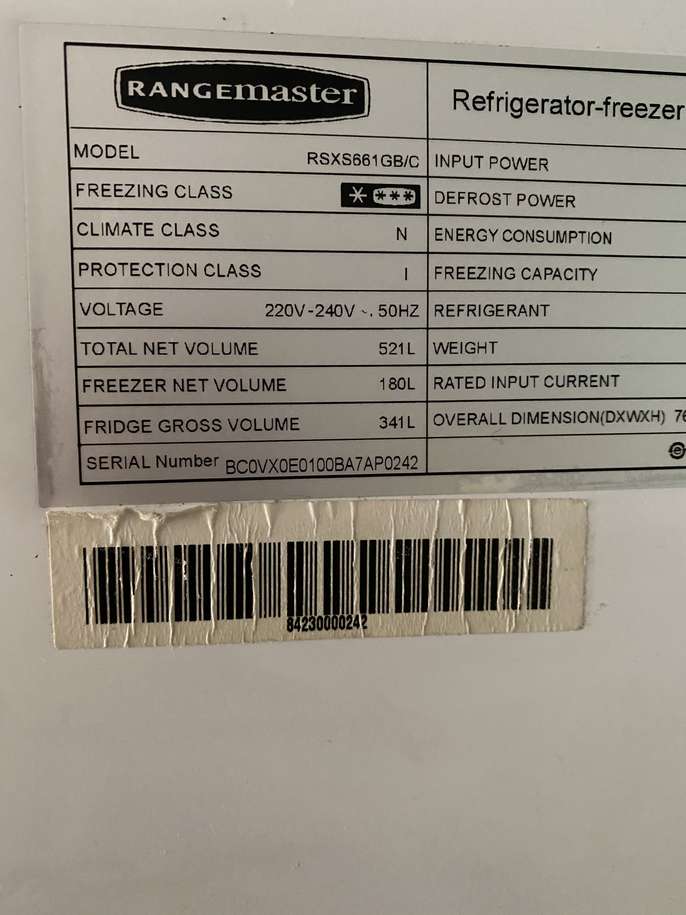 RANGEmaster
Refrigerator-freezer
MODEL RSXS661GB/C
FREEZING CLASS * ***
CLIMATE CLASS N
PROTECTION CLASS I
VOLTAGE 220V-240V ~. 50HZ
TOTAL NET VOLUME 521L
FREEZER NET VOLUME 180L
FRIDGE GROSS VOLUME 341L
SERIAL Number BC0VX0E0100BA7AP0242
INPUT POWER
DEFROST POWER
ENERGY CONSUMPTION
FREEZING CAPACITY
REFRIGERANT
WEIGHT
RATED INPUT CURRENT
OVERALL DIMENSION(DXWXH) 76
84230000242